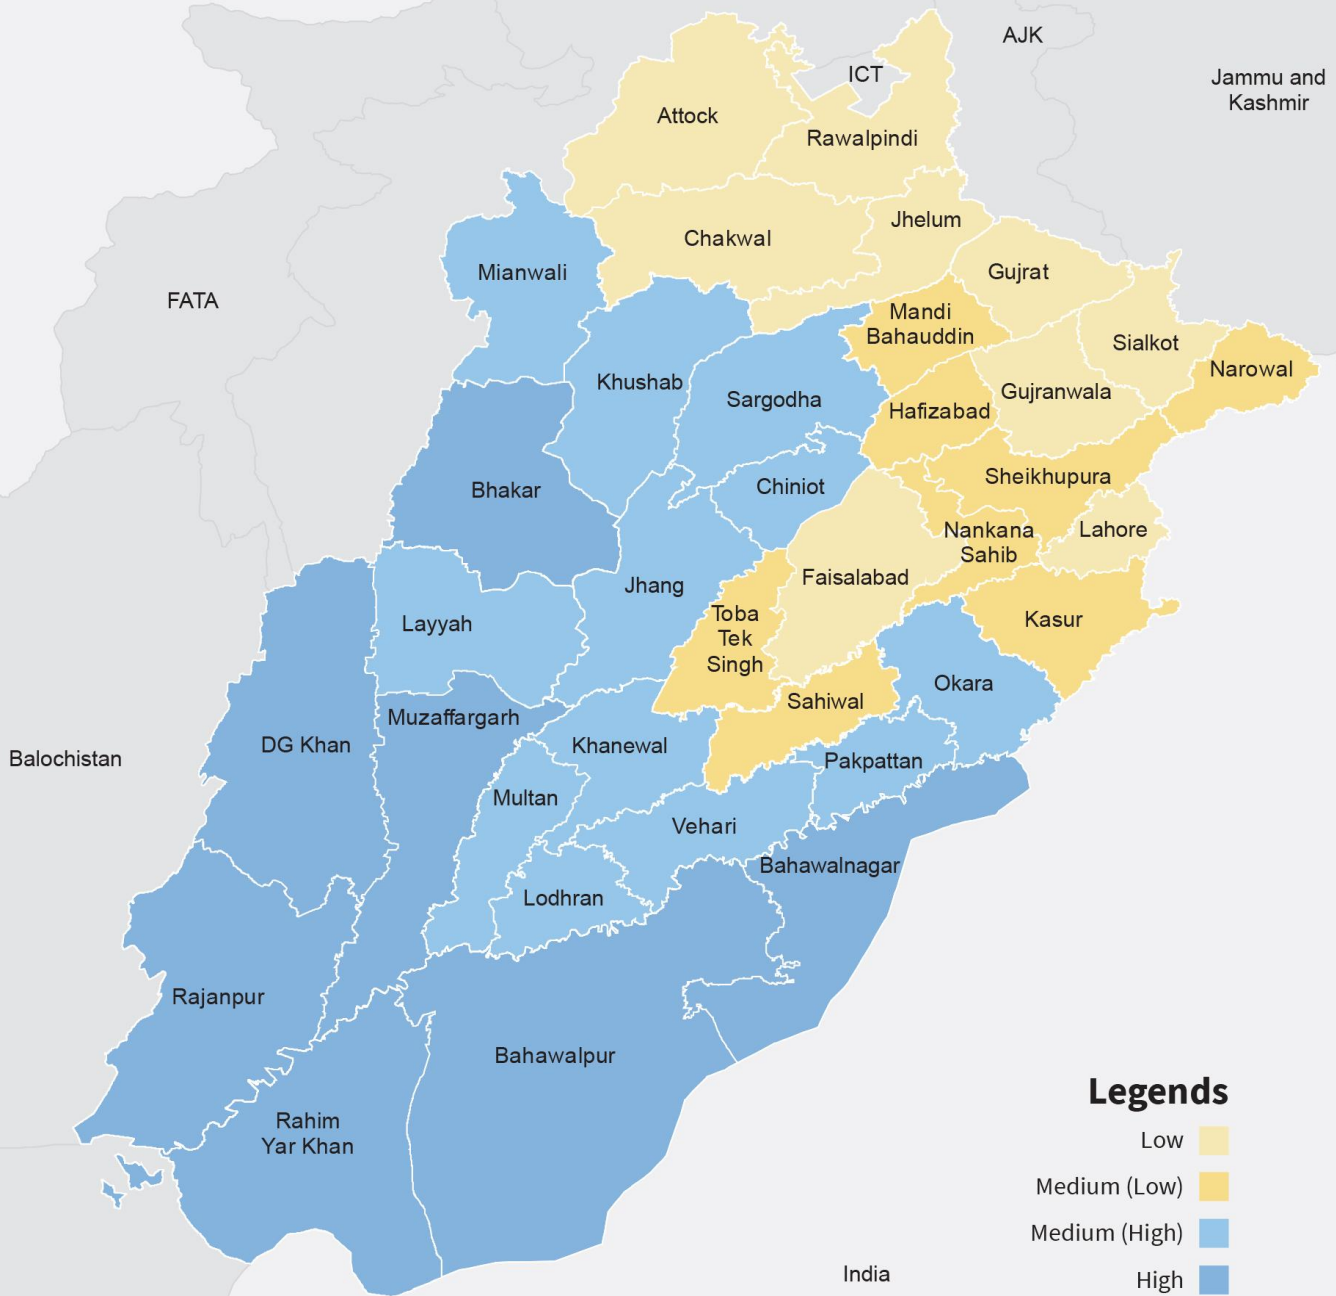 AJK
ICT
Jammu and
Kashmir
Attock
Rawalpindi
Jhelum
Chakwal
Mianwali
Gujrat
FATA
Mandi
Bahauddin
Sialkot
Narowal
Khushab
Sargodha
Hafizabad
Gujranwala
Bhakar
Chiniot
Sheikhupura
Nankana
Sahib
Lahore
Jhang
Faisalabad
Layyah
Toba
Tek
Singh
Kasur
Okara
Sahiwal
Muzaffargarh
DG Khan
Khanewal
Balochistan
Pakpattan
Multan
Vehari
Bahawalnagar
Lodhran
Rajanpur
Bahawalpur
Rahim
Yar Khan
Legends
Low
Medium (Low)
Medium (High)
India
High